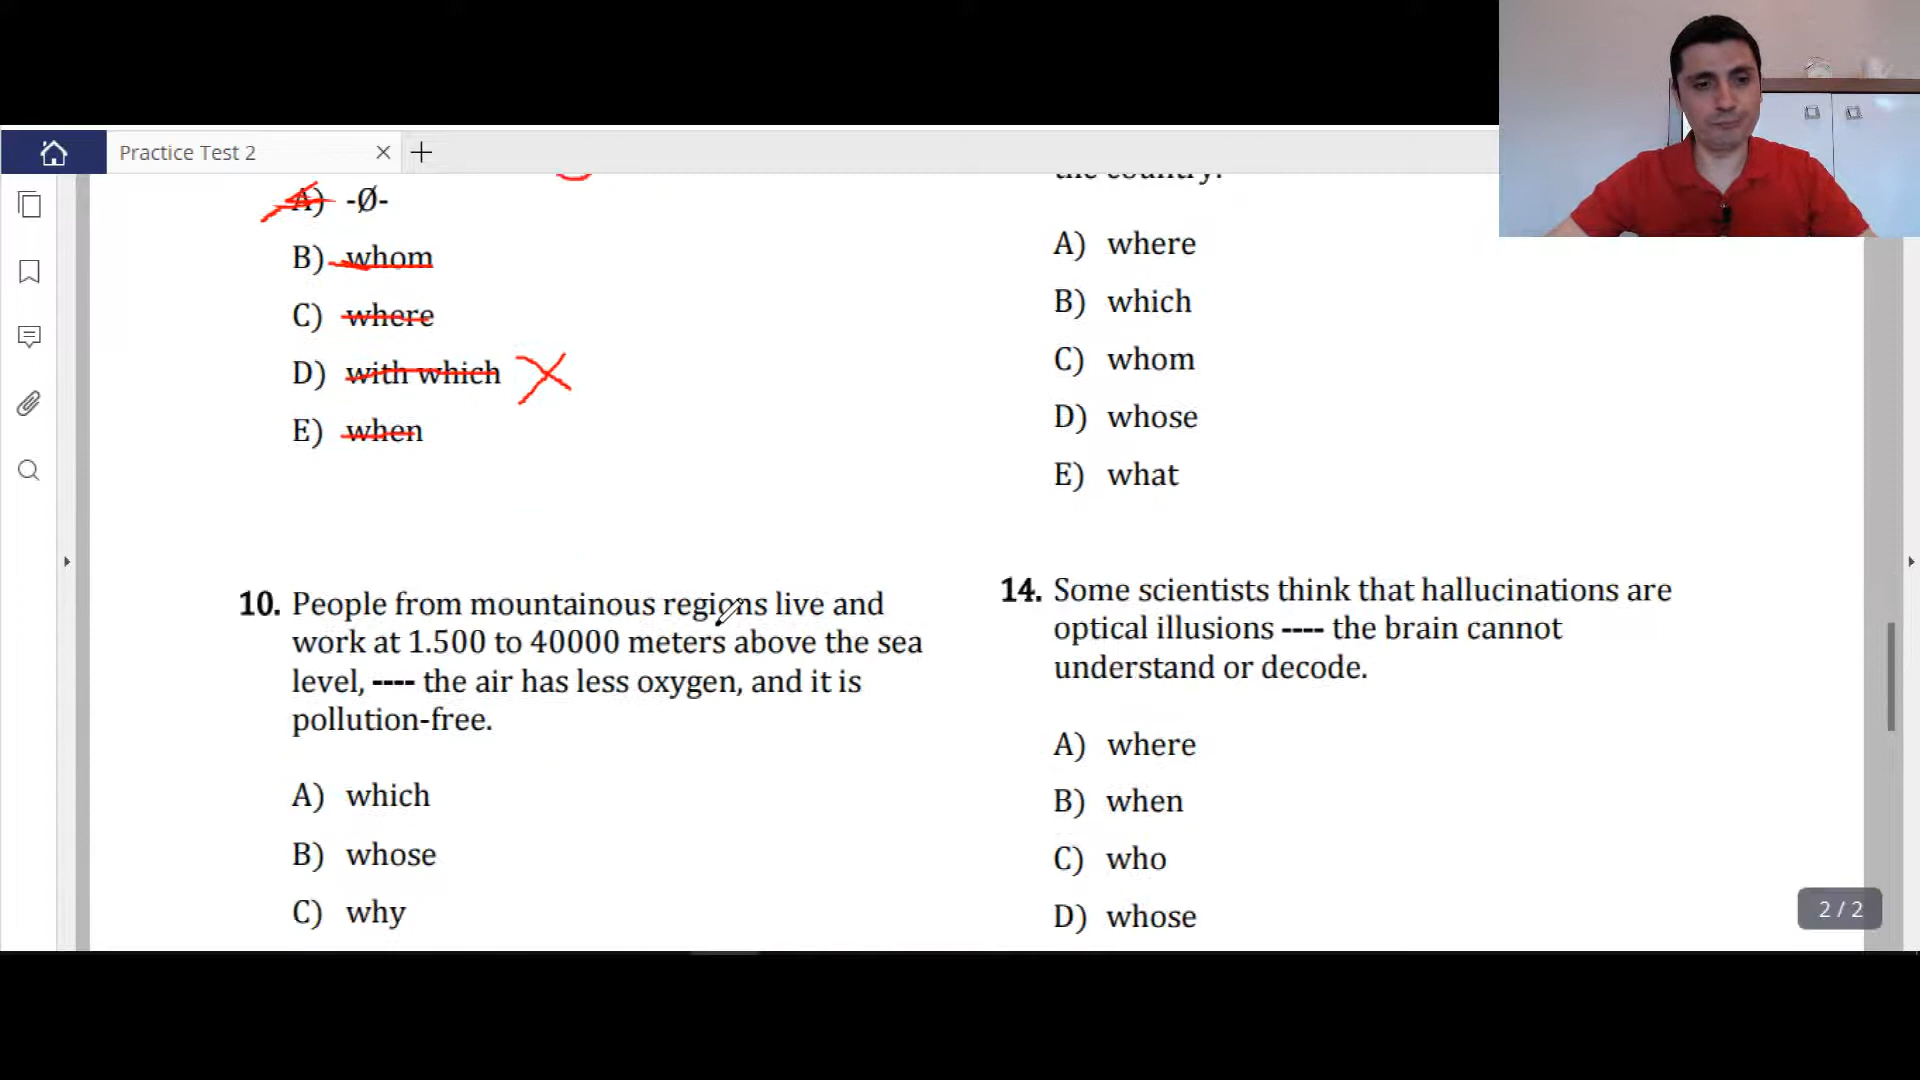 Practice Test 2
A) -Ø-
B) whom
C) where
D) with which
E) when
10. People from mountainous regions live and
work at 1.500 to 40000 meters above the sea
level, ---- the air has less oxygen, and it is
pollution-free.
A) which
B) whose
C) why
the country.
A) where
B) which
C) whom
D) whose
E) what
14. Some scientists think that hallucinations are
optical illusions ---- the brain cannot
understand or decode.
A) where
B) when
C) who
D) whose
2 / 2